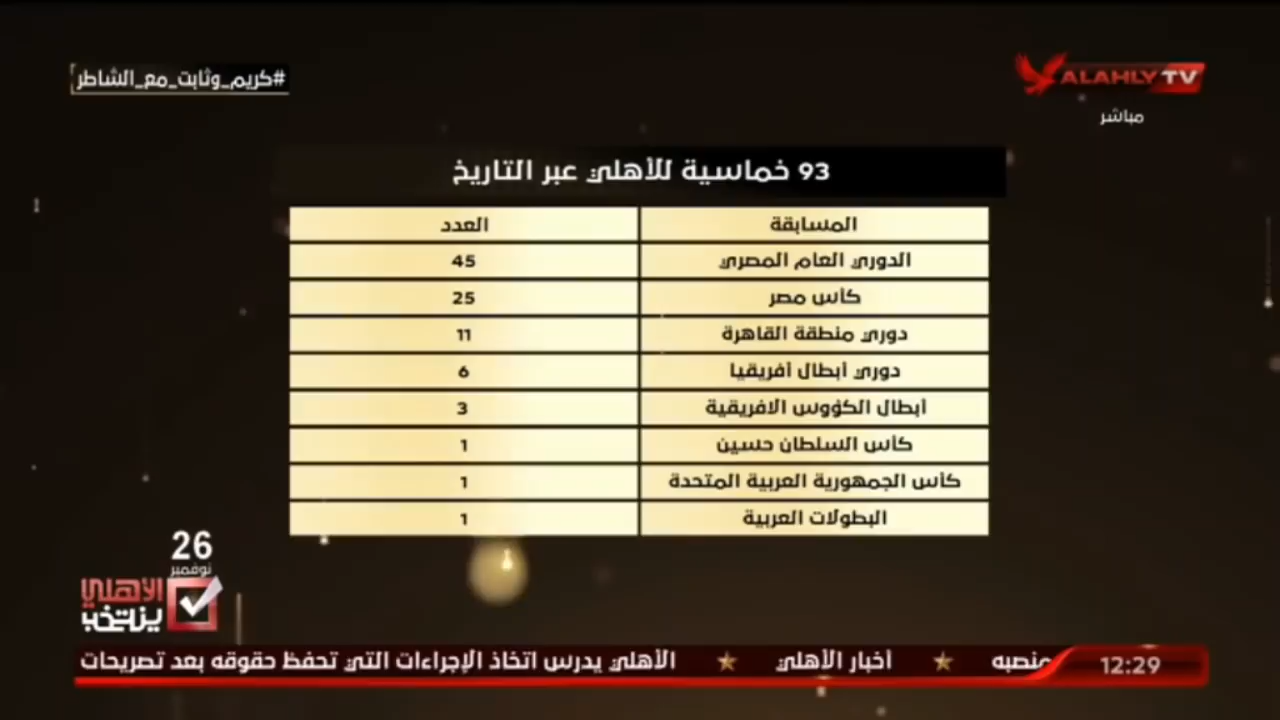 #كريم_وثابت_مع_الشاطر
ALAHLY TV
مباشر
93 خماسية للأهلي عبر التاريخ
المسابقة العدد
الدوري العام المصري 45
كأس مصر 25
دوري منطقة القاهرة 11
دوري أبطال أفريقيا 6
أبطال الكؤوس الافريقية 3
كأس السلطان حسين 1
كأس الجمهورية العربية المتحدة 1
البطولات العربية 1
26
نوفمبر
الاهلي
ينتخب
12:29
منصبه ★ أخبار الأهلي ★ الأهلي يدرس اتخاذ الإجراءات التي تحفظ حقوقه بعد تصريحات